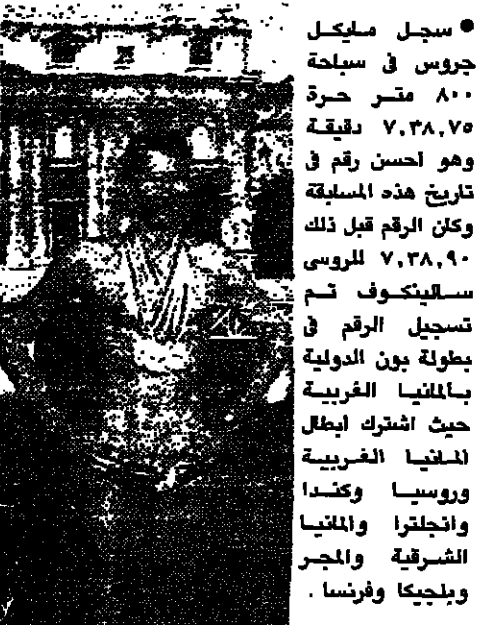 ● سجل مايكل
جروس فى سباحة
٨٠٠ متر حرة
٧,٣٨,٧٥ دقيقة
وهو احسن رقم فى
تاريخ هذه المسابقة
وكان الرقم قبل ذلك
٧,٣٨,٩٠ للروسى
سالينكوف تم
تسجيل الرقم فى
بطولة بون الدولية
بألمانيا الغربية
حيث اشترك ابطال
المانيا الغربية
وروسيا وكندا
وانجلترا والمانيا
الشرقية والمجر
وبلجيكا وفرنسا .